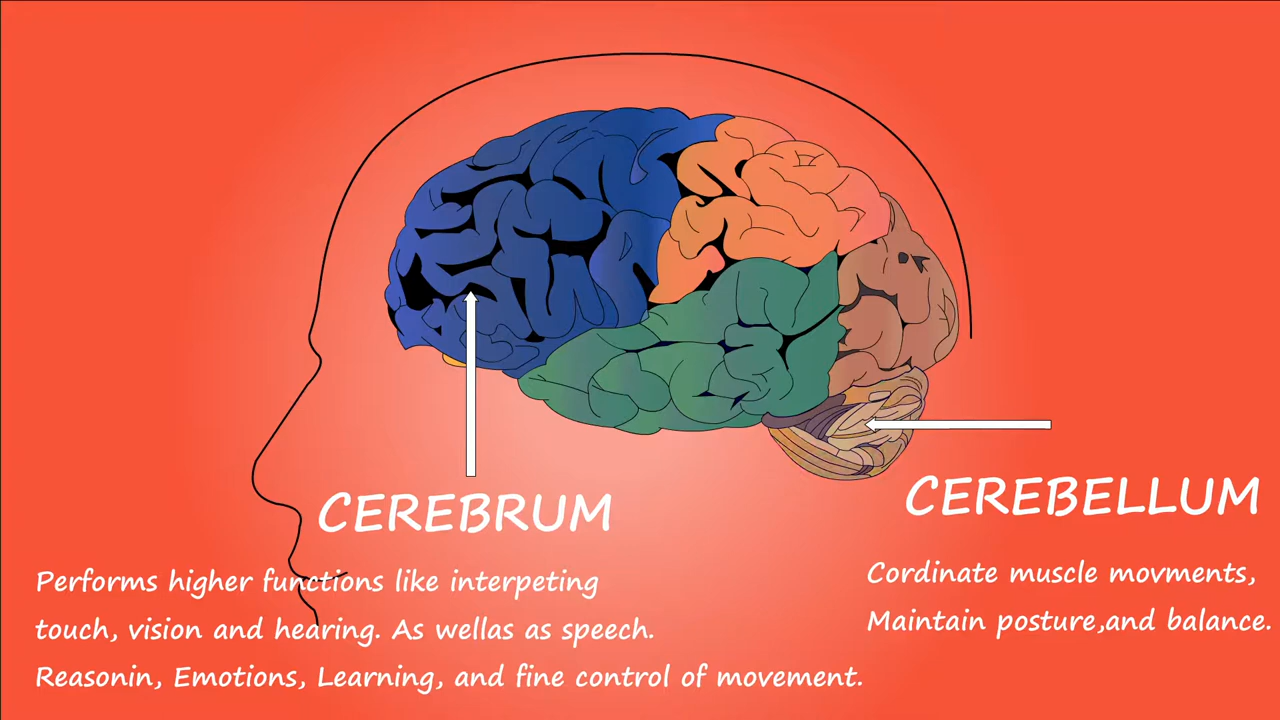 CEREBRUM
Performs higher functions like interpeting
touch, vision and hearing. As wellas as speech.
Reasonin, Emotions, Learning, and fine control of movement.
CEREBELLUM
Cordinate muscle movments,
Maintain posture,and balance.